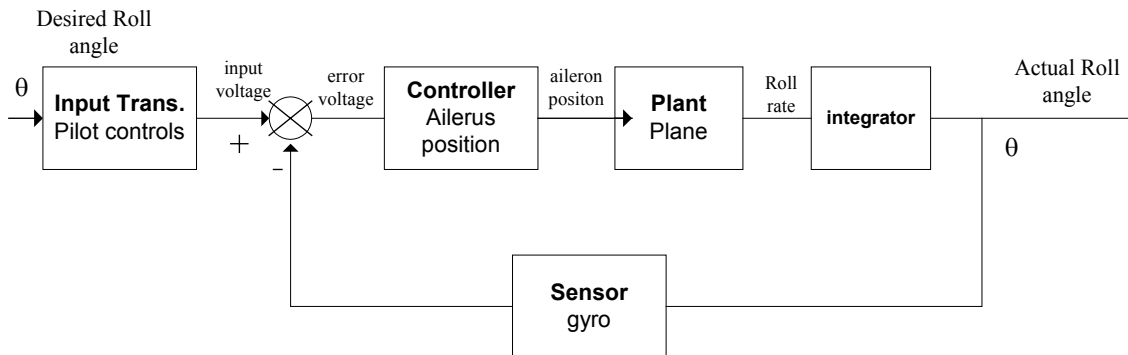 Desired Roll
angle
θ
Input Trans.
Pilot controls
input
voltage
+
-
error
voltage
Controller
Ailerus
position
aileron
positon
Plant
Plane
Roll
rate
integrator
Actual Roll
angle
θ
Sensor
gyro